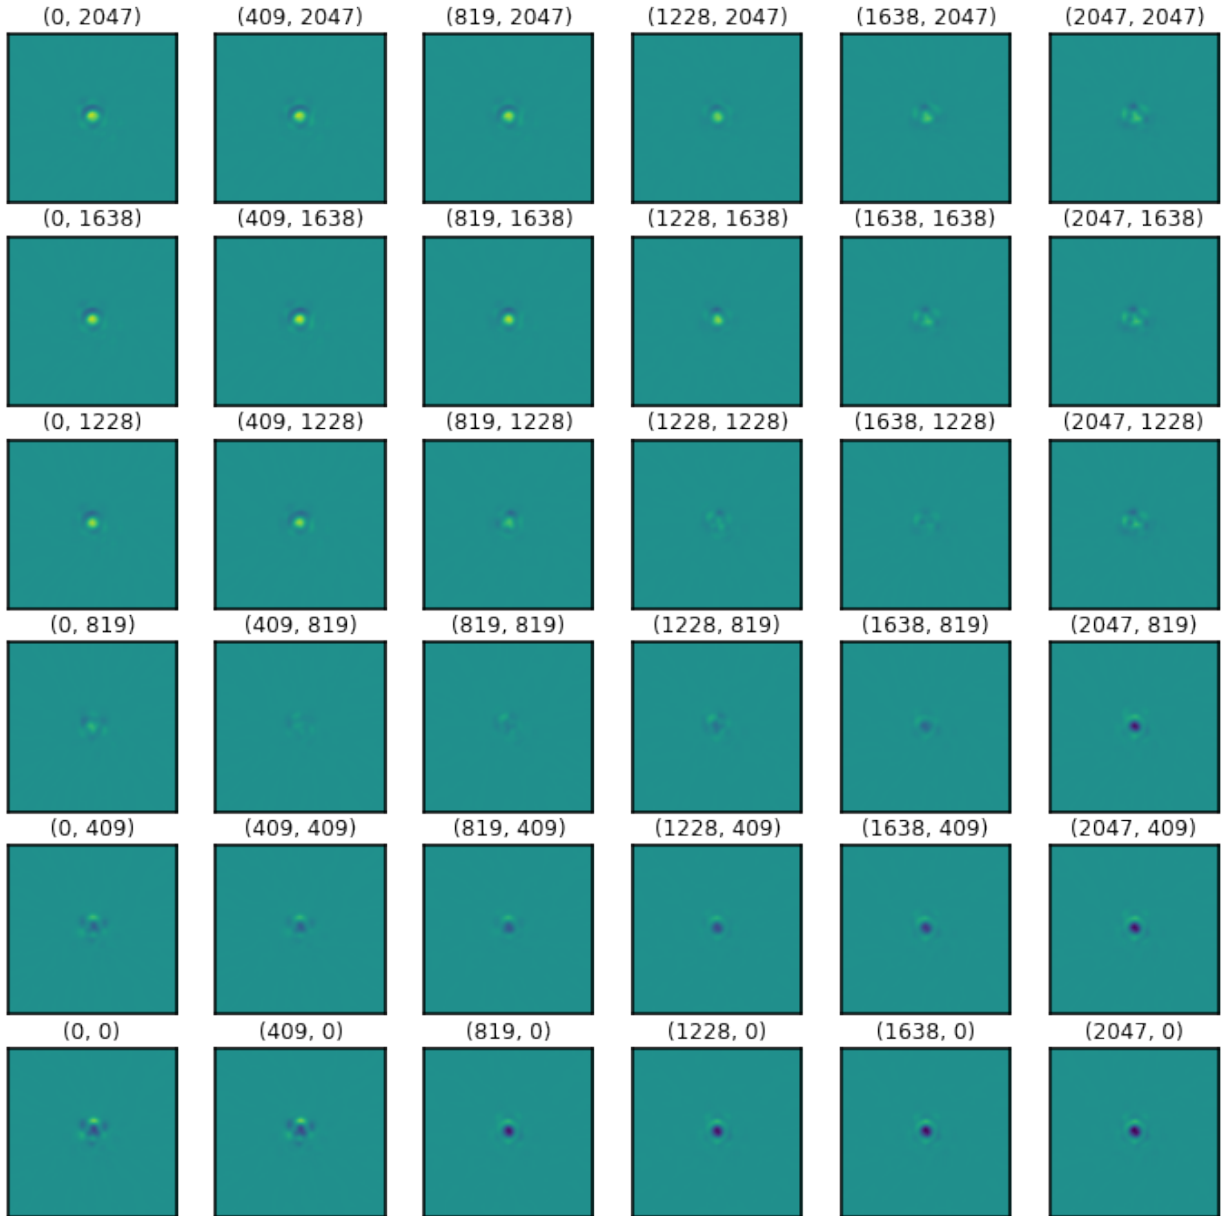 (0, 2047) (409, 2047) (819, 2047) (1228, 2047) (1638, 2047) (2047, 2047)
(0, 1638) (409, 1638) (819, 1638) (1228, 1638) (1638, 1638) (2047, 1638)
(0, 1228) (409, 1228) (819, 1228) (1228, 1228) (1638, 1228) (2047, 1228)
(0, 819) (409, 819) (819, 819) (1228, 819) (1638, 819) (2047, 819)
(0, 409) (409, 409) (819, 409) (1228, 409) (1638, 409) (2047, 409)
(0, 0) (409, 0) (819, 0) (1228, 0) (1638, 0) (2047, 0)